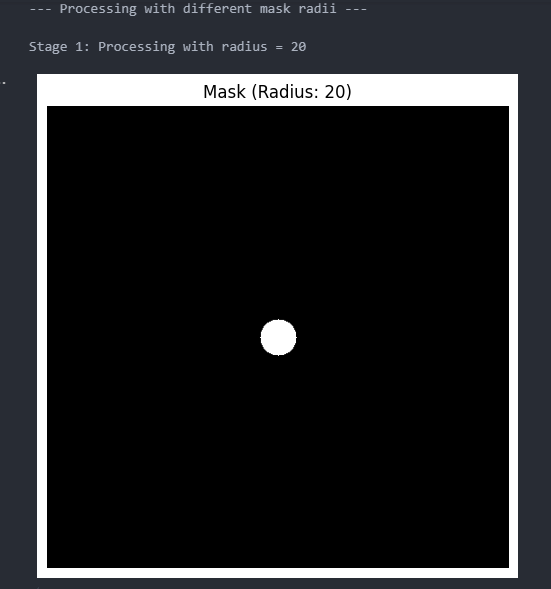 --- Processing with different mask radii ---
Stage 1: Processing with radius = 20
Mask (Radius: 20)